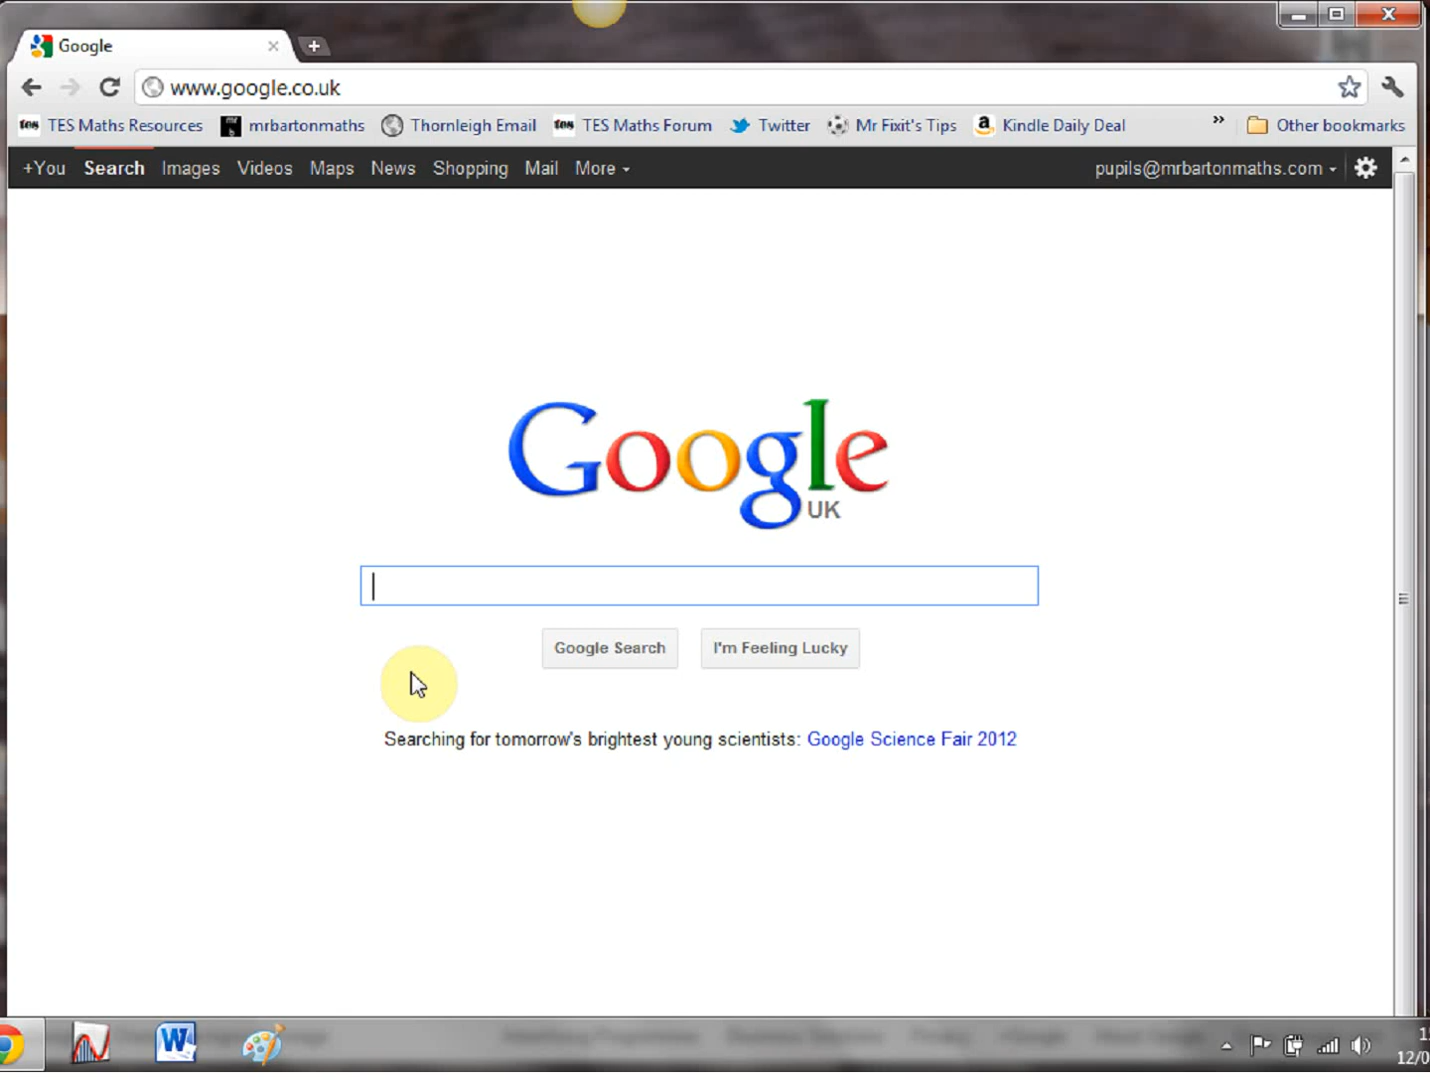 Google
www.google.co.uk
TES Maths Resources mrbartonmaths Thornleigh Email TES Maths Forum Twitter Mr Fixit's Tips Kindle Daily Deal » Other bookmarks
+You Search Images Videos Maps News Shopping Mail More pupils@mrbartonmaths.com
Google
UK
Google Search I'm Feeling Lucky
Searching for tomorrow's brightest young scientists: Google Science Fair 2012